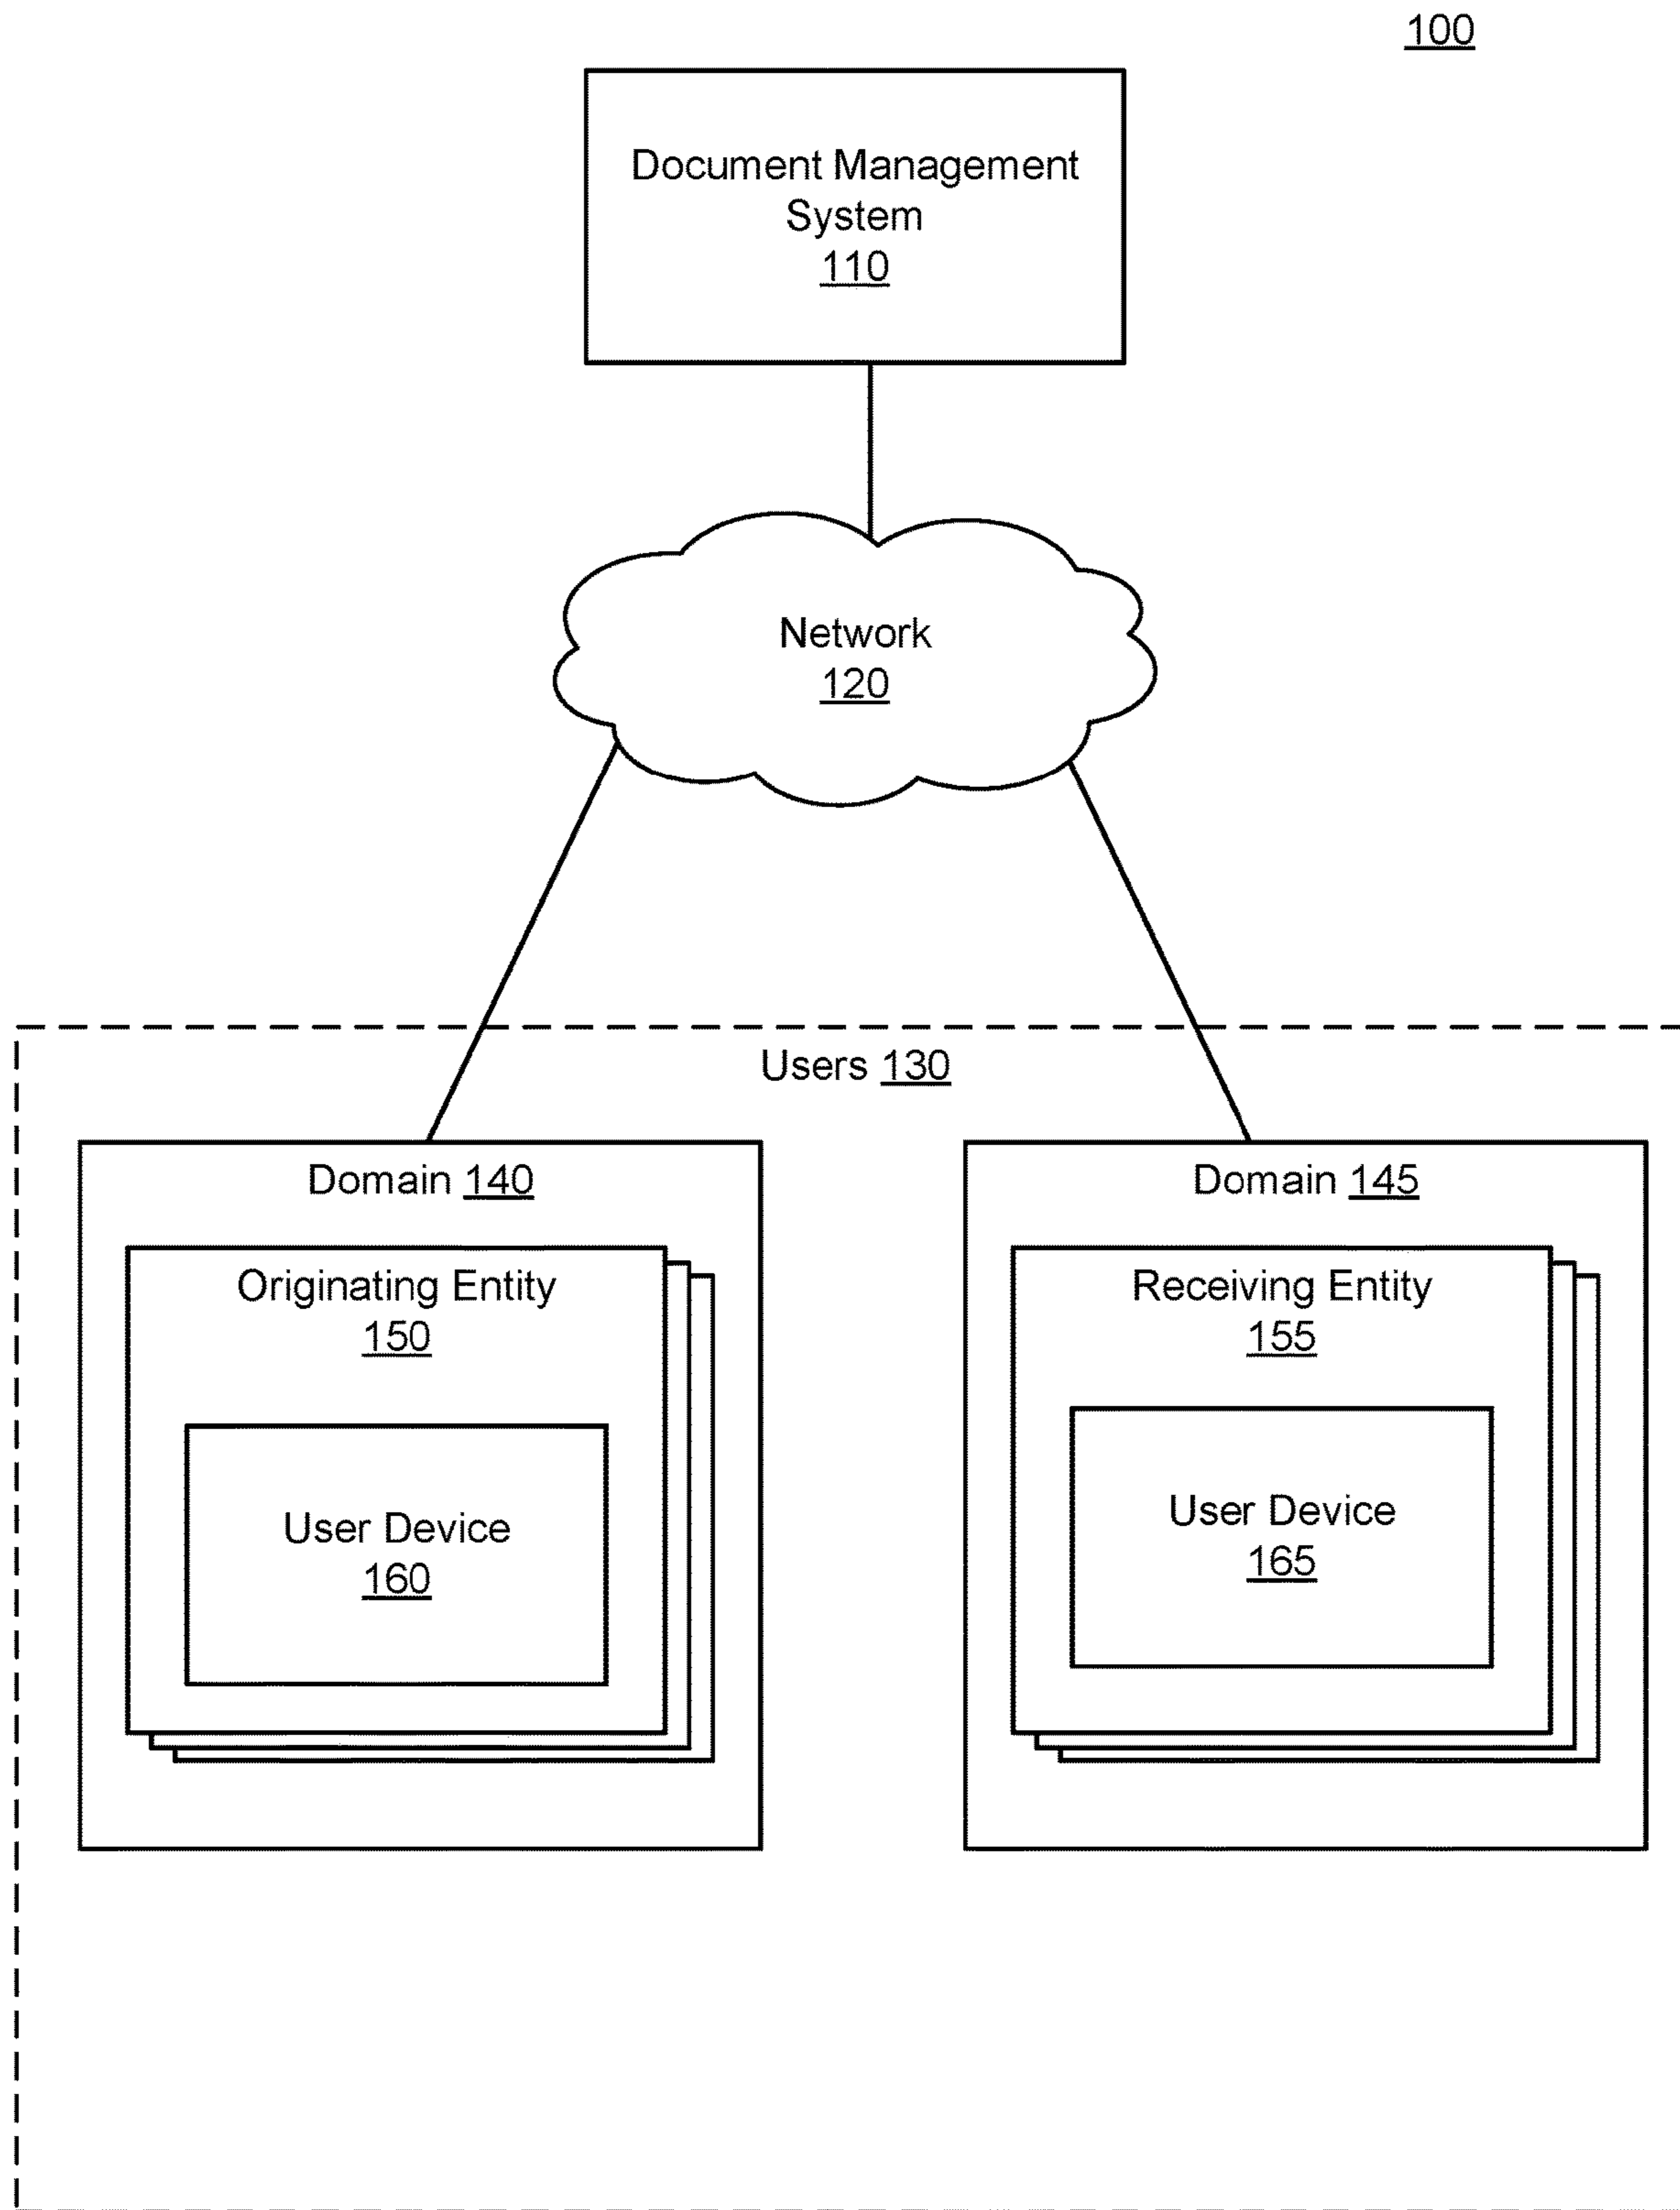 100
Document Management
System
110
Network
120
Users 130
Domain 140
Originating Entity
150
User Device
160
Domain 145
Receiving Entity
155
User Device
165